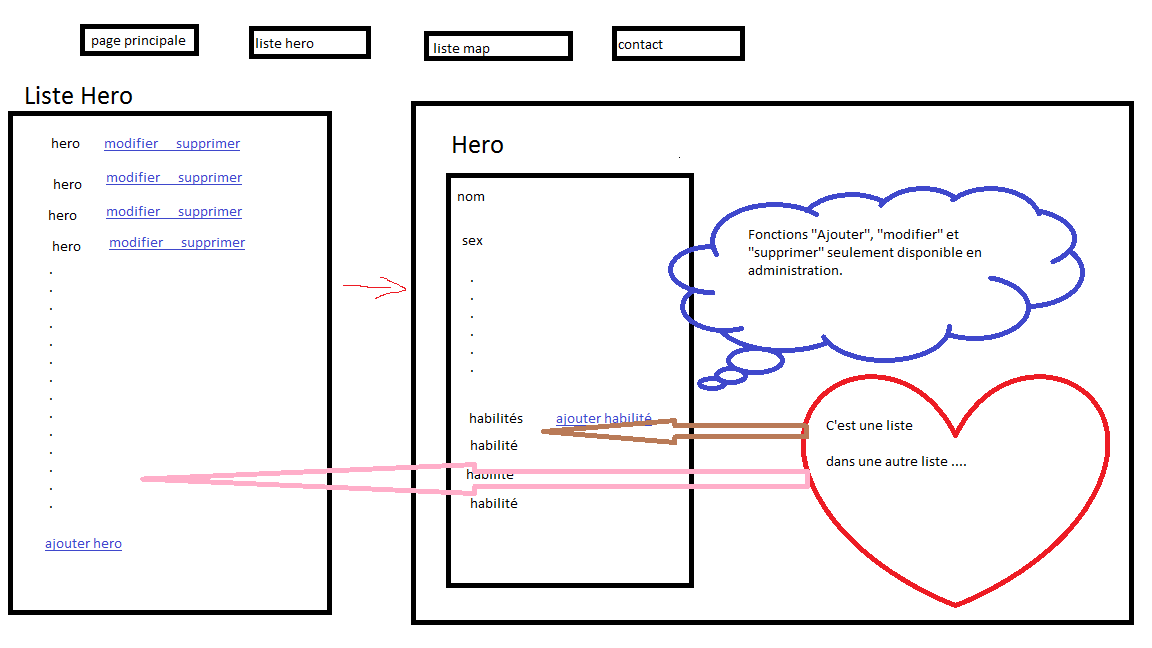 page principale
liste hero
liste map
contact
Liste Hero
hero modifier supprimer
hero modifier supprimer
hero modifier supprimer
hero modifier supprimer
ajouter hero
Hero
nom
sex
habilités ajouter habilité
habilité
habilité
habilité
Fonctions "Ajouter", "modifier" et
"supprimer" seulement disponible en
administration.
C'est une liste
dans une autre liste ....